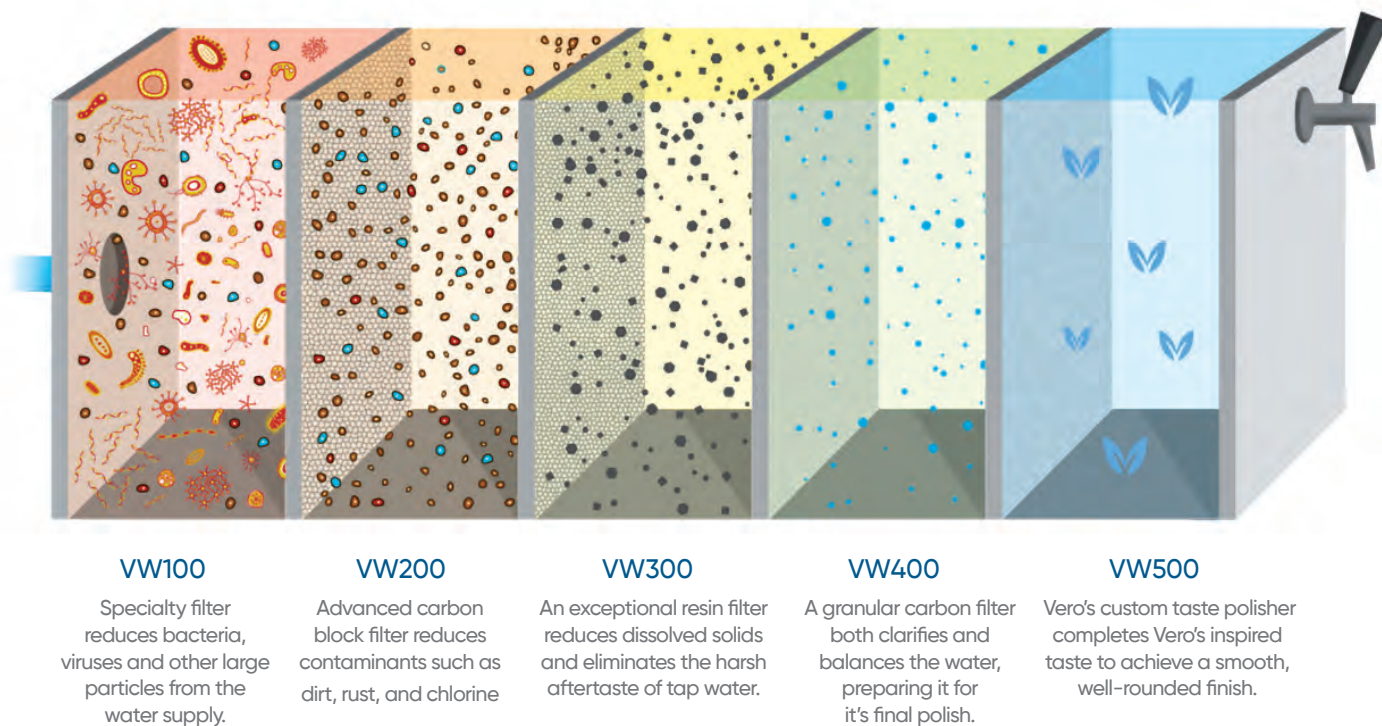 VW100
Specialty filter
reduces bacteria,
viruses and other large
particles from the
water supply.
VW200
Advanced carbon
block filter reduces
contaminants such as
dirt, rust, and chlorine
VW300
An exceptional resin filter
reduces dissolved solids
and eliminates the harsh
aftertaste of tap water.
VW400
A granular carbon filter
both clarifies and
balances the water,
preparing it for
it's final polish.
VW500
Vero's custom taste polisher
completes Vero's inspired
taste to achieve a smooth,
well-rounded finish.